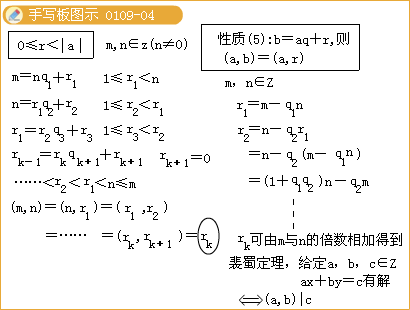 手写板图示 0109-04
0≤r<|a|
m,n∈z(n≠0)
m=nq₁+r₁ 1≤r₁<n
n=r₁q₂+r₂ 1≤r₂<r₁
r₁=r₂q₃+r₃ 1≤r₃<r₂
rₖ₋₁=rₖqₖ₊₁+rₖ₊₁ rₖ₊₁=0
……<r₂<r₁<n≤m
(m,n)=(n,r₁)=(r₁,r₂)
=…… =(rₖ,rₖ₊₁)=rₖ
性质(5):b=aq+r,则
(a,b)=(a,r)
m，n∈Z
r₁=m-q₁n
r₂=n-q₂r₁
=n-q₂(m-q₁n)
=(1+q₁q₂)n-q₂m
rₖ可由m与n的倍数相加得到
裴蜀定理，给定a，b，c∈Z
ax+by=c有解
⟺(a,b)|c